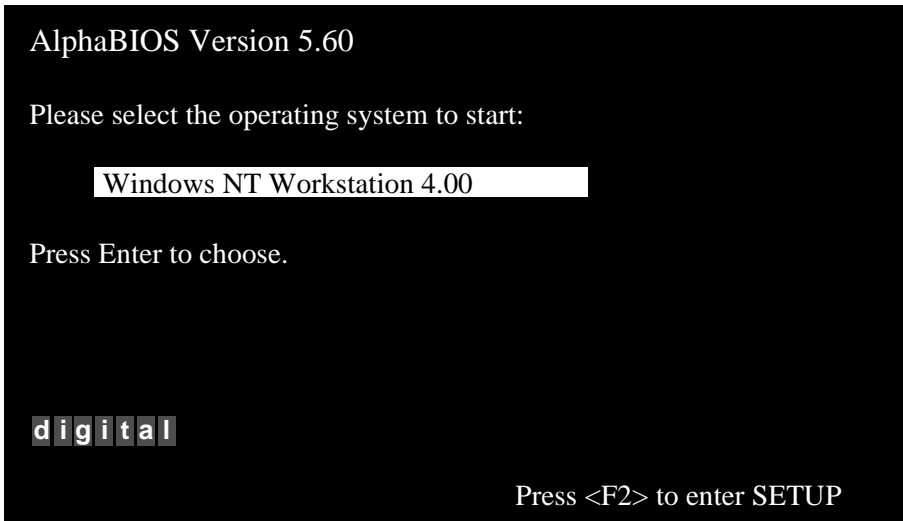 AlphaBIOS Version 5.60
Please select the operating system to start:
Windows NT Workstation 4.00
Press Enter to choose.
digital
Press <F2> to enter SETUP